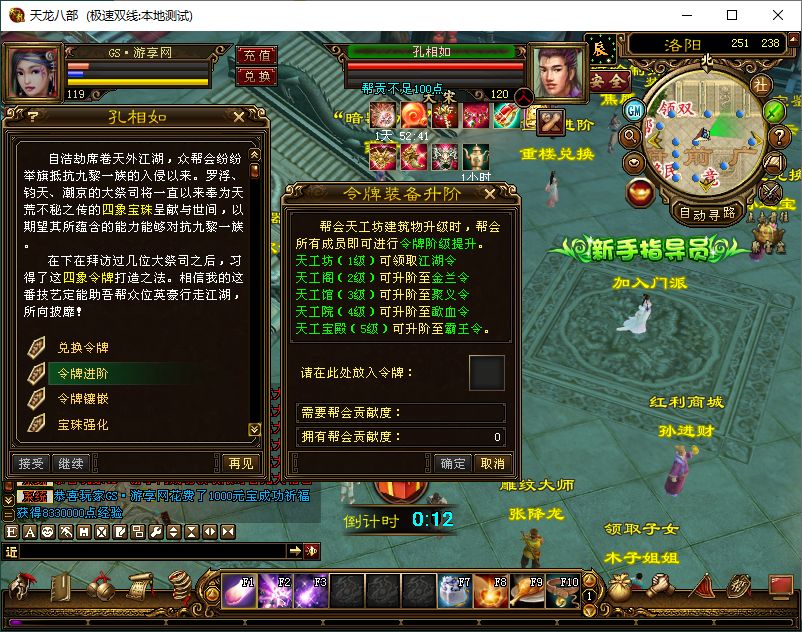 天龙八部 (极速双线:本地测试)
GS·游享网
119
充值
兑换
孔相如
帮贡不足100点
120
辰
洛阳
251 238
安全
北
社
GM
领双
自动寻路
1天
52:41
1小时
重楼兑换
新手指导员
加入门派
红利商城
孙进财
雕纹大师
张降龙
领取子女
木子姐姐
孔相如
自浩劫席卷天外江湖，众帮会纷纷
举旗抵抗九黎一族的入侵以来。罗浮、
钧天、潮京的大祭司将一直以来奉为天
荒不秘之传的四象宝珠呈献与世间，以
期望其所蕴含的能力能够对抗九黎一族
。
在下在拜访过几位大祭司之后，习
得了这四象令牌打造之法。相信我的这
番技艺定能助吾帮众位英豪行走江湖，
所向披靡！
兑换令牌
令牌进阶
令牌镶嵌
宝珠强化
接受
继续
再见
令牌装备升阶
帮会天工坊建筑物升级时，帮会
所有成员即可进行令牌阶级提升。
天工坊（1级）可领取江湖令
天工阁（2级）可升阶至金兰令
天工馆（3级）可升阶至聚义令
天工院（4级）可升阶至歃血令
天工宝殿（5级）可升阶至霸王令。
请在此处放入令牌：
需要帮会贡献度：
拥有帮会贡献度： 0
确定
取消
系统 恭喜玩家GS·游享网花费了1000元宝成功祈福
获得8330000点经验
倒计时 0:12
近
F1 F2 F3 F7 F8 F9 F10
1